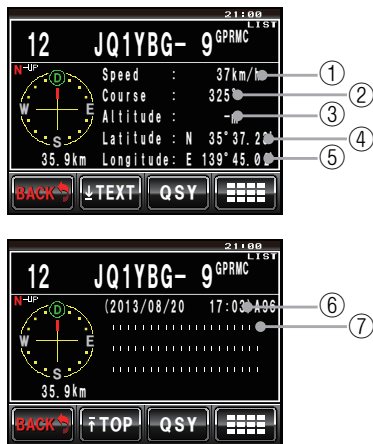 21:00
LIST
12 JQ1YBG- 9 GPRMC
N-UP
D
W E
S
35.9km
Speed : 37km/h ①
Course : 325° ②
Altitude : -m ③
Latitude : N 35°37.2 ④
Longitude: E 139°45.0 ⑤
BACK TEXT QSY
21:00
LIST
12 JQ1YBG- 9 GPRMC
N-UP
D
W E
S
35.9km
(2013/08/20 17:03) A96 ⑥
⑦
BACK TOP QSY